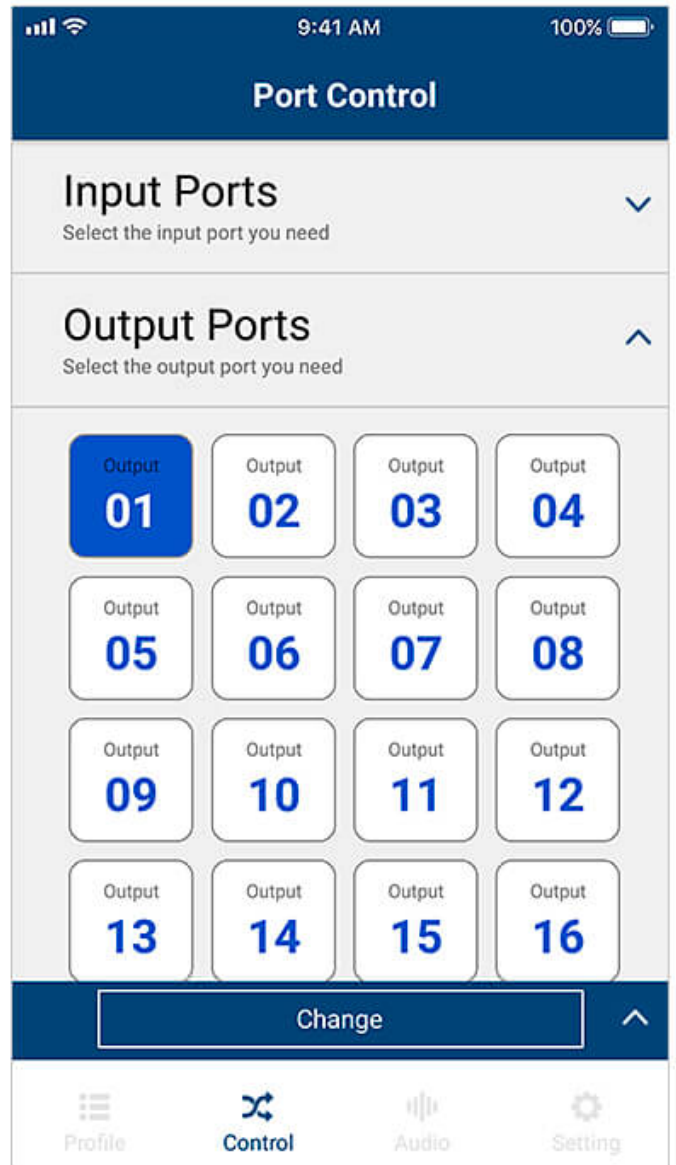 9:41 AM
100%
Port Control
Input Ports
Select the input port you need
Output Ports
Select the output port you need
Output Output Output Output
01 02 03 04
Output Output Output Output
05 06 07 08
Output Output Output Output
09 10 11 12
Output Output Output Output
13 14 15 16
Change
Profile Control Audio Setting